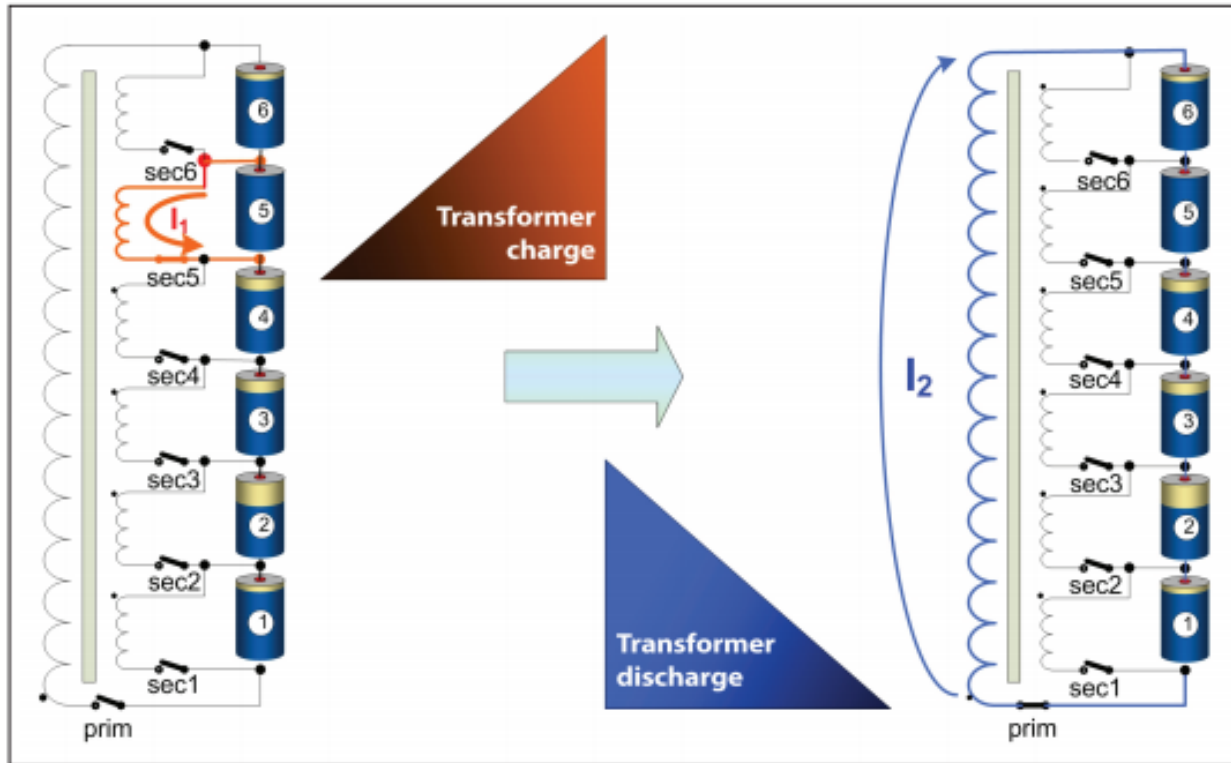 6
sec6
5
I1
sec5
4
sec4
3
sec3
2
sec2
1
sec1
prim
Transformer
charge
Transformer
discharge
I2
6
sec6
5
sec5
4
sec4
3
sec3
2
sec2
1
sec1
prim